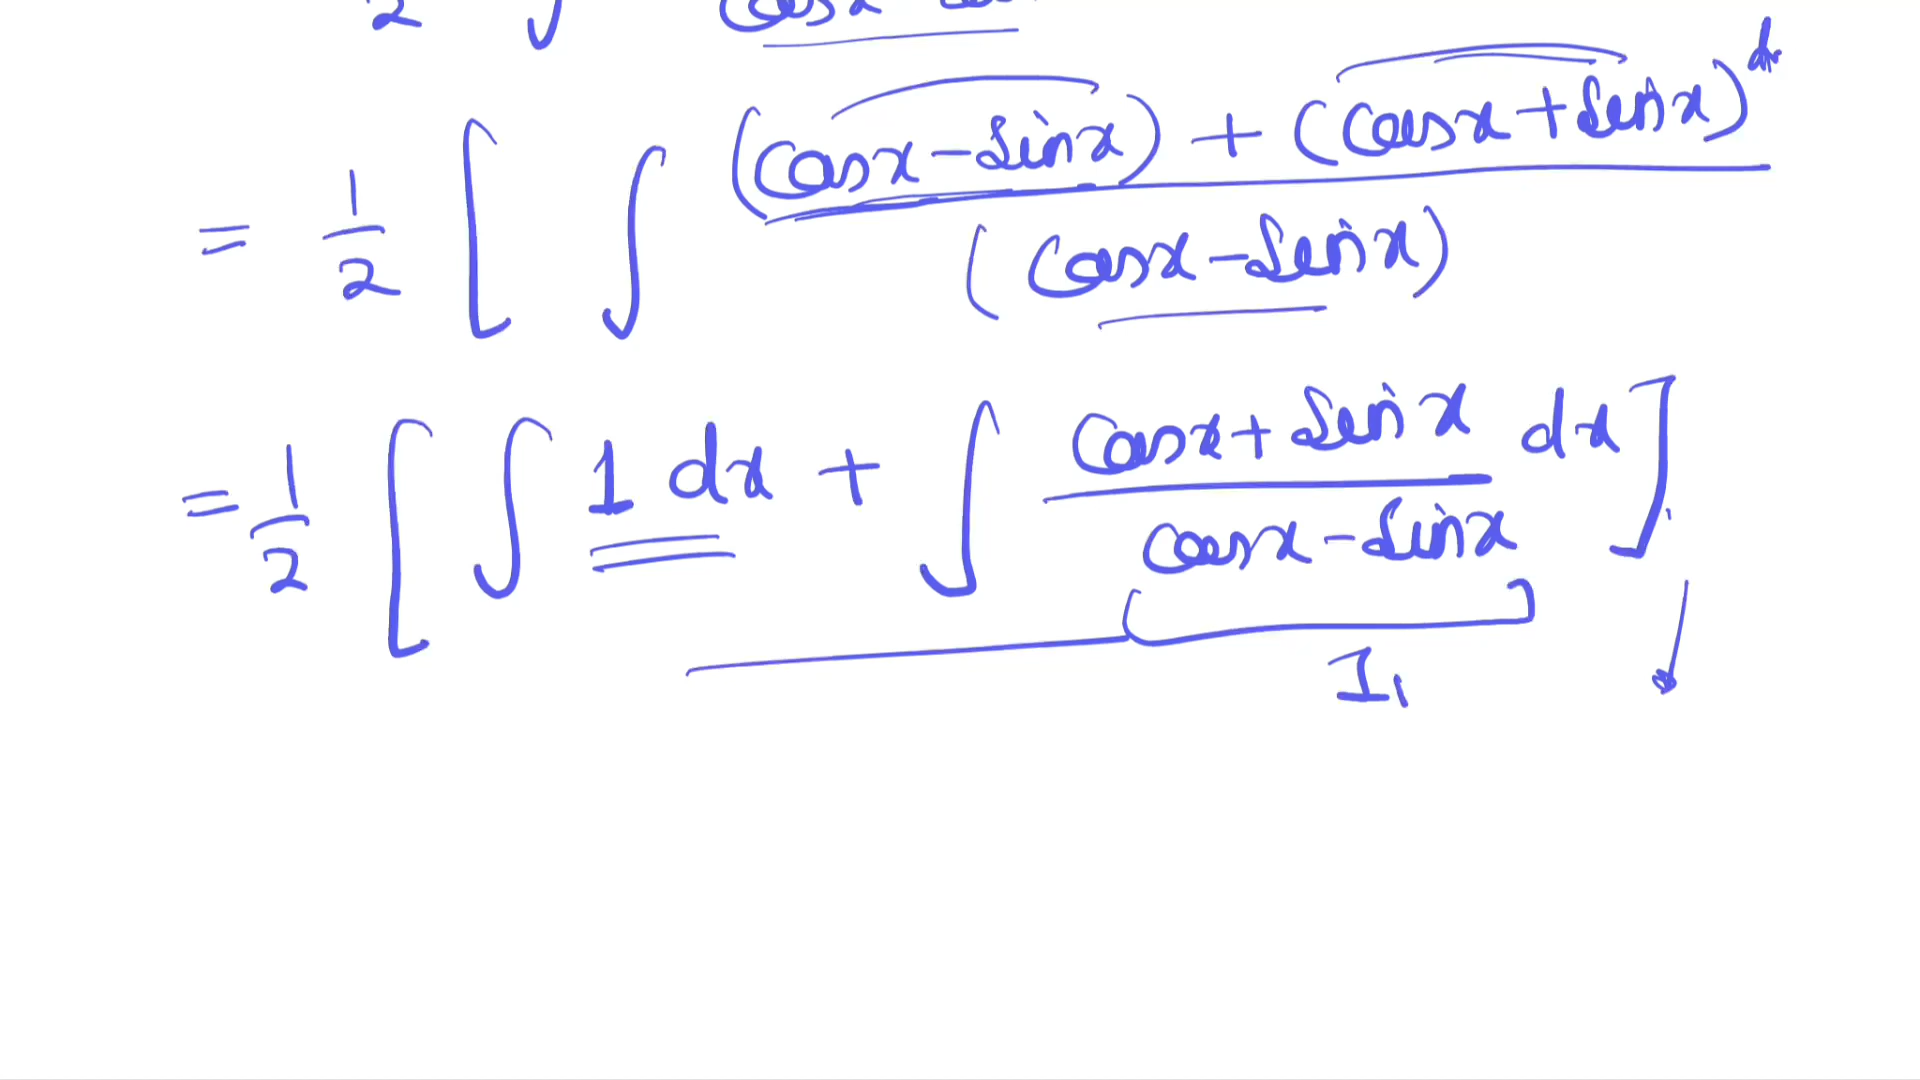 = 1/2 [ ∫ ((cosx - sinx) + (cosx + sinx))/((cosx - sinx)) dx
= 1/2 [ ∫ 1 dx + ∫ (cosx + sinx)/(cosx - sinx) dx ]
I₁